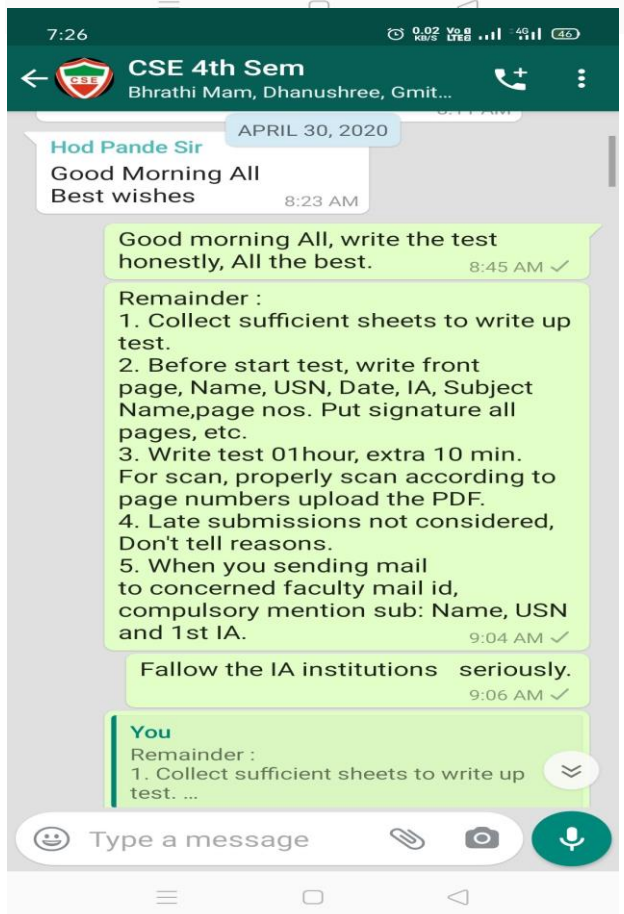 7:26
0.02 KB/S Vo LTE 4G 46
CSE
CSE 4th Sem
Bhrathi Mam, Dhanushree, Gmit...
APRIL 30, 2020
Hod Pande Sir
Good Morning All
Best wishes
8:23 AM
Good morning All, write the test
honestly, All the best.
8:45 AM
Remainder :
1. Collect sufficient sheets to write up
test.
2. Before start test, write front
page, Name, USN, Date, IA, Subject
Name,page nos. Put signature all
pages, etc.
3. Write test 01hour, extra 10 min.
For scan, properly scan according to
page numbers upload the PDF.
4. Late submissions not considered,
Don't tell reasons.
5. When you sending mail
to concerned faculty mail id,
compulsory mention sub: Name, USN
and 1st IA.
9:04 AM
Fallow the IA institutions seriously.
9:06 AM
You
Remainder :
1. Collect sufficient sheets to write up
test. ...
Type a message